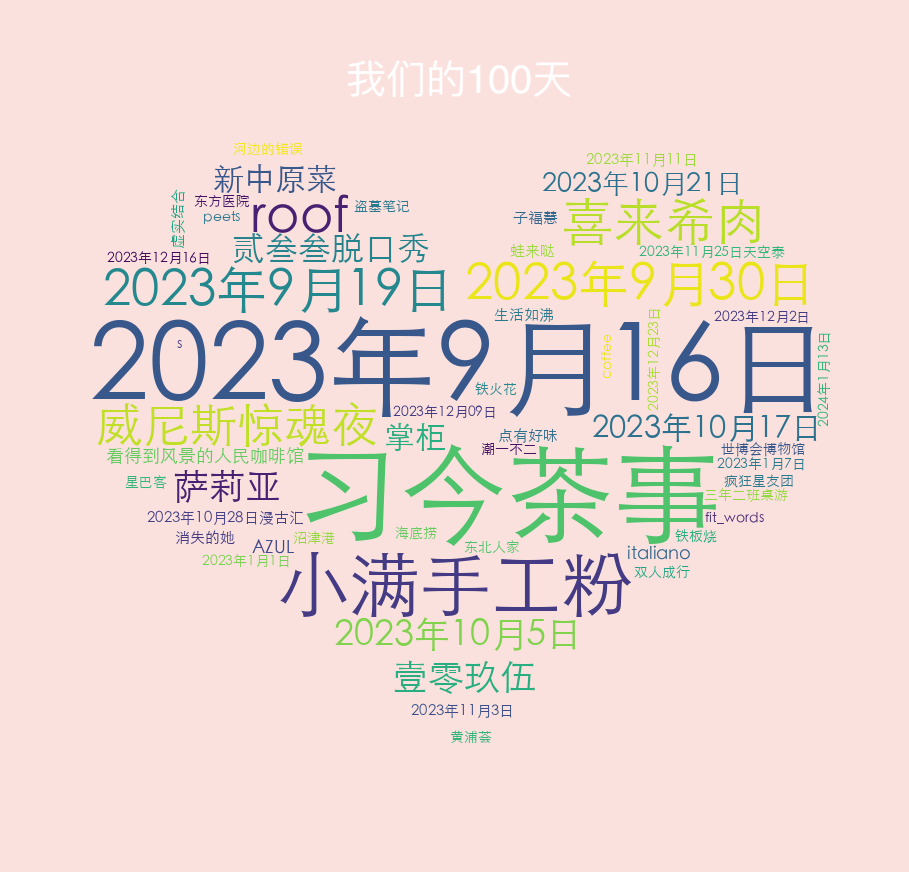 我们的100天
河边的错误
2023年11月11日
新中原菜
2023年10月21日
东方医院
roof
盗墓笔记
peets
子福慧
喜来希肉
虚实结合
贰叁叁脱口秀
蛙来哒
2023年11月25日天空泰
2023年12月16日
2023年9月19日
2023年9月30日
生活如沸
2023年12月2日
2023年9月16日
s
caffee
2023年12月23日
2024年1月13日
铁火花
2023年12月09日
威尼斯惊魂夜
掌柜
点有好味
2023年10月17日
潮一不二
世博会博物馆
看得到风景的人民咖啡馆
2023年1月7日
星巴客
萨莉亚
习今茶事
疯狂星友团
三年二班桌游
2023年10月28日漫古汇
fit_words
消失的她
沼津港
海底捞
铁板烧
AZUL
东北人家
italiano
2023年1月1日
双人成行
小满手工粉
2023年10月5日
壹零玖伍
2023年11月3日
黄浦荟